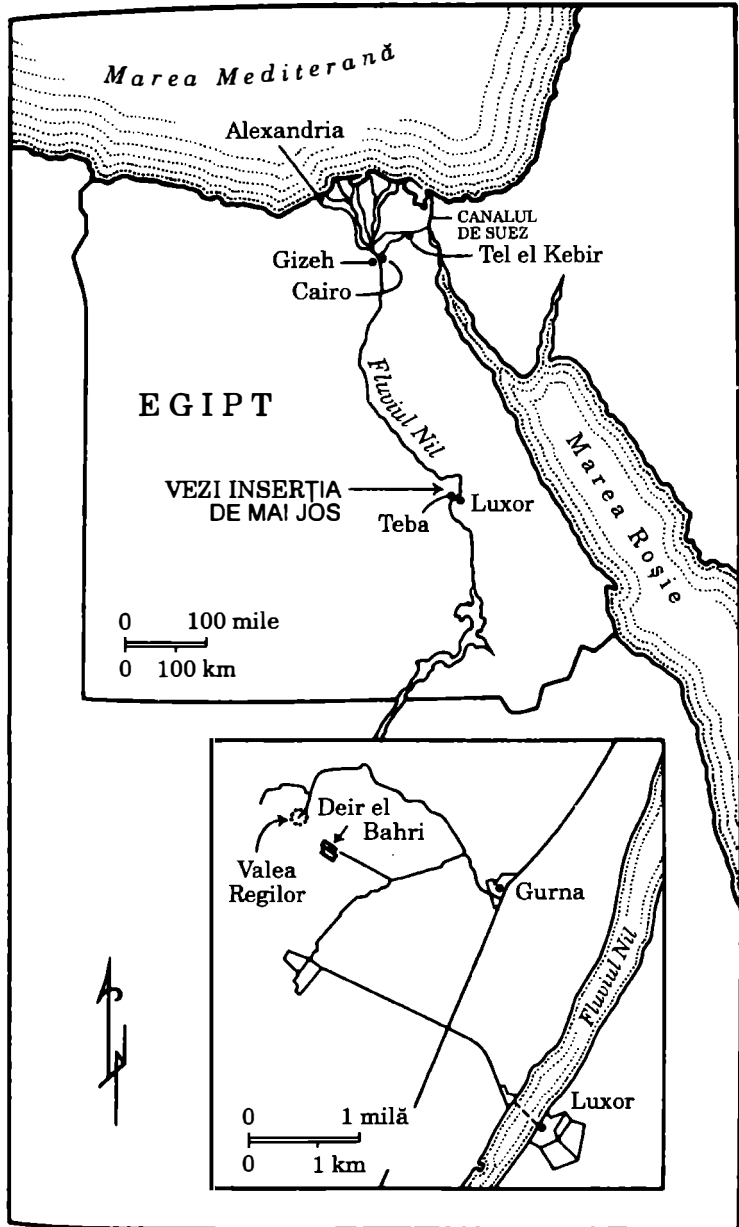 Marea Mediterană
Alexandria
CANALUL
DE SUEZ
Gizeh
Tel el Kebir
Cairo
Fluviul Nil
EGIPT
Marea Roșie
VEZI INSERȚIA
DE MAI JOS
Teba
Luxor
0 100 mile
0 100 km
Deir el
Bahri
Valea
Regilor
Gurna
Fluviul Nil
Luxor
0 1 milă
0 1 km